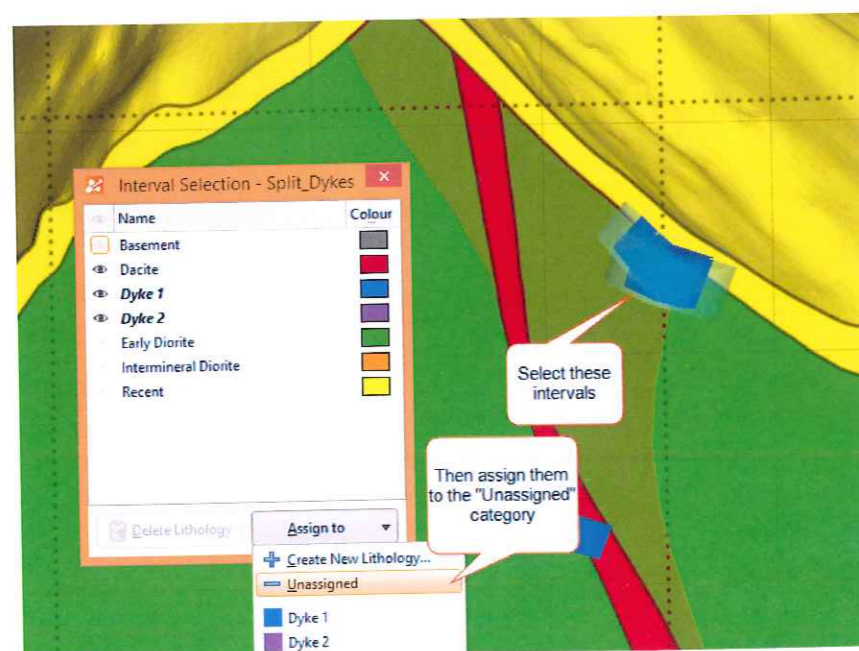 Interval Selection - Split_Dykes
Name Colour
Basement
Dacite
Dyke 1
Dyke 2
Early Diorite
Intermineral Diorite
Recent
Select these
intervals
Then assign them
to the "Unassigned"
category
Delete Lithology
Assign to
Create New Lithology...
Unassigned
Dyke 1
Dyke 2